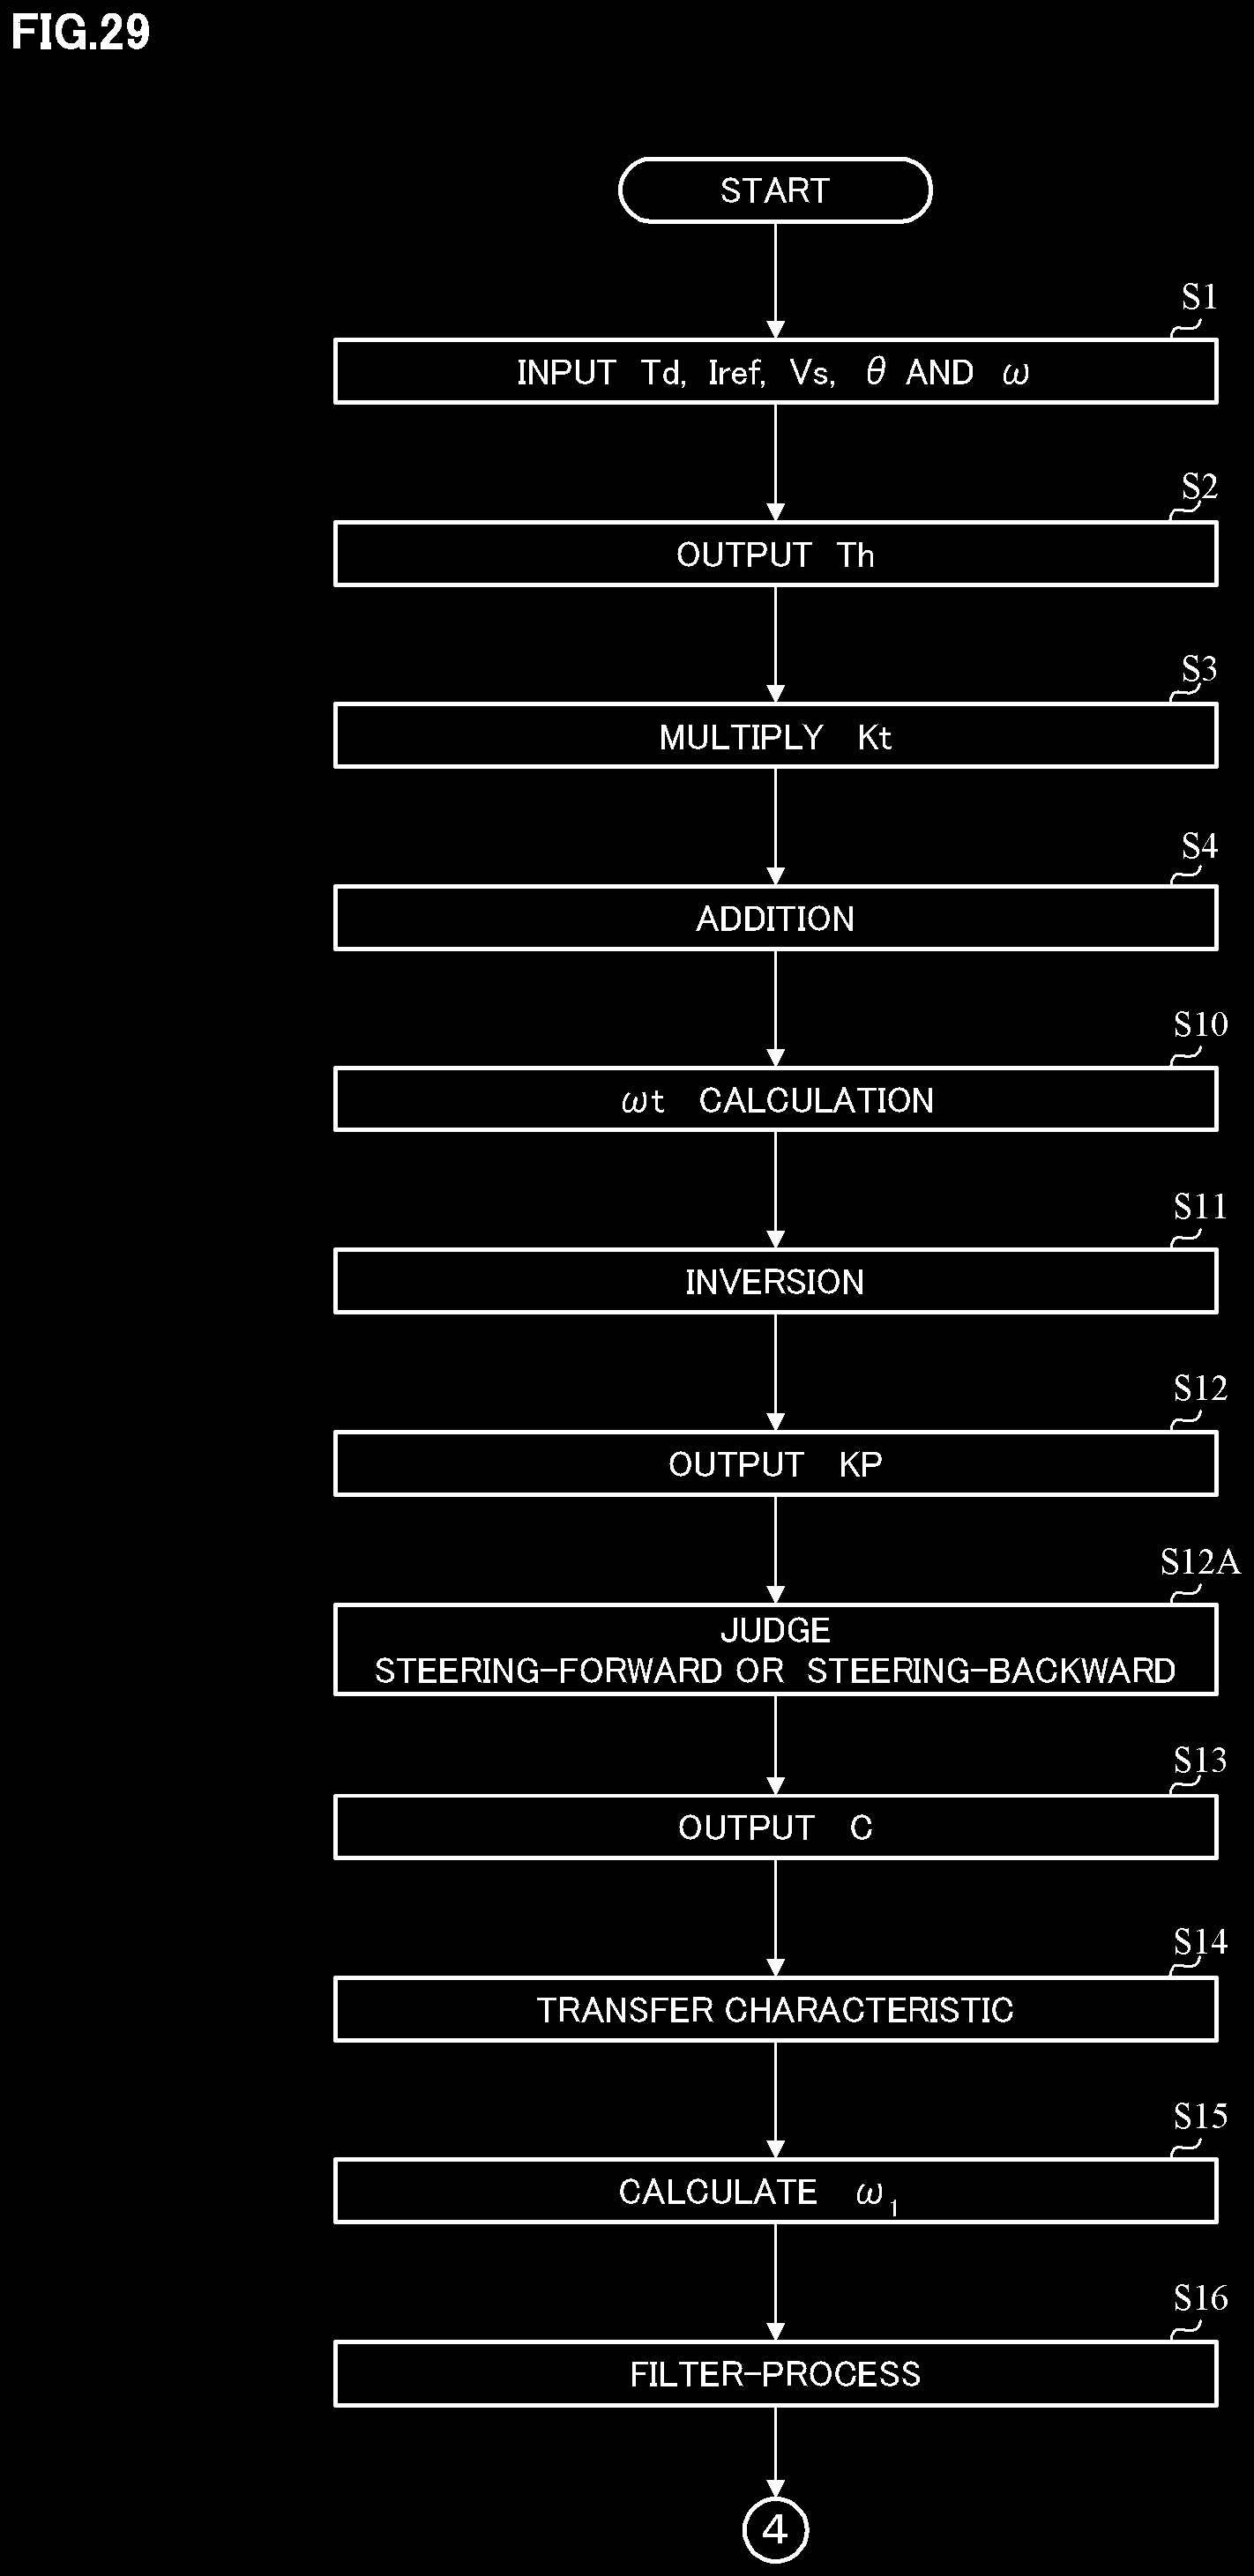 FIG.29
START
S1
INPUT Td, Iref, Vs, θ AND ω
S2
OUTPUT Th
S3
MULTIPLY Kt
S4
ADDITION
S10
ωt CALCULATION
S11
INVERSION
S12
OUTPUT KP
S12A
JUDGE
STEERING-FORWARD OR STEERING-BACKWARD
S13
OUTPUT C
S14
TRANSFER CHARACTERISTIC
S15
CALCULATE ω₁
S16
FILTER-PROCESS
4